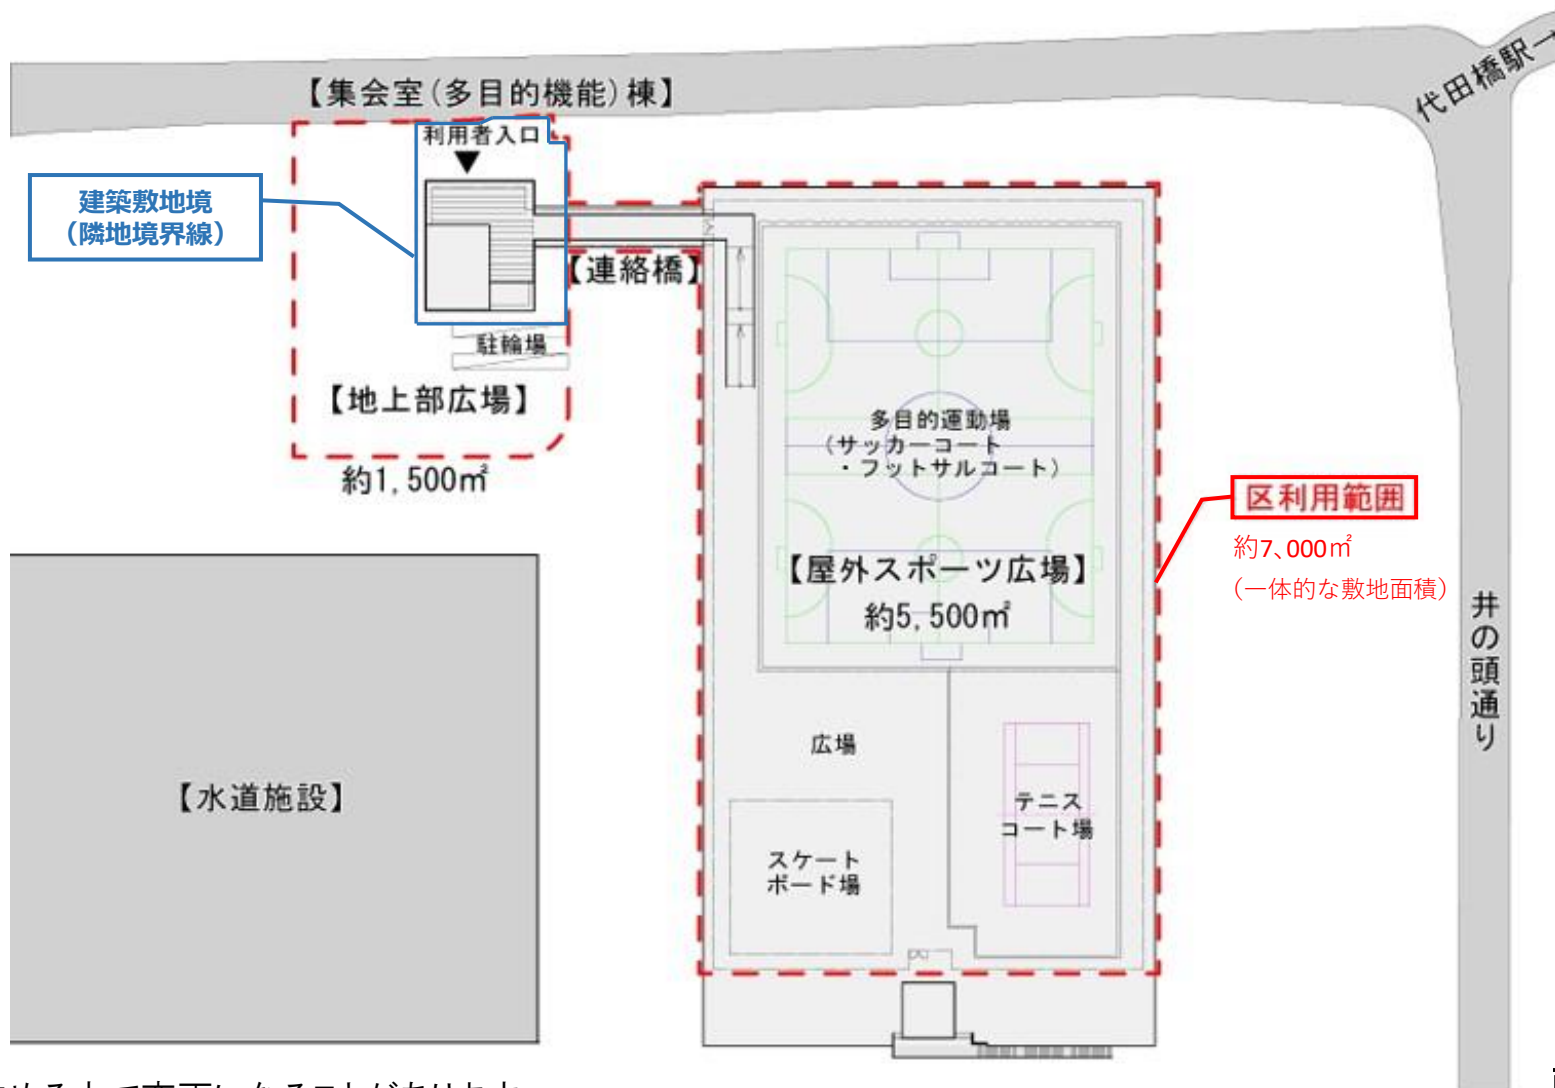 代田橋駅→
【集会室(多目的機能)棟】
利用者入口
建築敷地境
（隣地境界線）
【連絡橋】
駐輪場
【地上部広場】
約1,500㎡
多目的運動場
（サッカーコート
・フットサルコート）
区利用範囲
約7、000㎡
（一体的な敷地面積）
【屋外スポーツ広場】
約5,500㎡
井の頭通り
広場
【水道施設】
テニス
コート場
スケート
ボード場